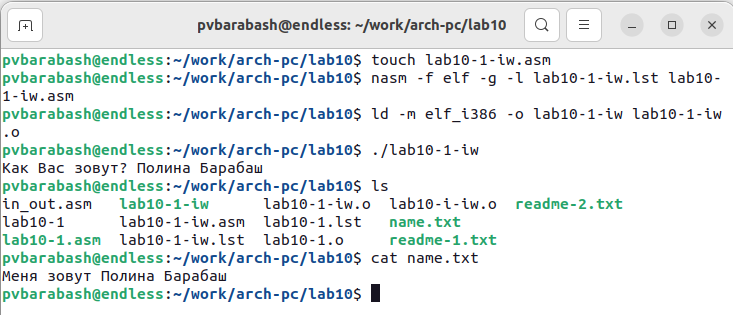 pvbarabash@endless: ~/work/arch-pc/lab10
pvbarabash@endless:~/work/arch-pc/lab10$ touch lab10-1-iw.asm
pvbarabash@endless:~/work/arch-pc/lab10$ nasm -f elf -g -l lab10-1-iw.lst lab10-
1-iw.asm
pvbarabash@endless:~/work/arch-pc/lab10$ ld -m elf_i386 -o lab10-1-iw lab10-1-iw
.o
pvbarabash@endless:~/work/arch-pc/lab10$ ./lab10-1-iw
Как Вас зовут? Полина Барабаш
pvbarabash@endless:~/work/arch-pc/lab10$ ls
in_out.asm lab10-1-iw lab10-1-iw.o lab10-i-iw.o readme-2.txt
lab10-1 lab10-1-iw.asm lab10-1.lst name.txt
lab10-1.asm lab10-1-iw.lst lab10-1.o readme-1.txt
pvbarabash@endless:~/work/arch-pc/lab10$ cat name.txt
Меня зовут Полина Барабаш
pvbarabash@endless:~/work/arch-pc/lab10$